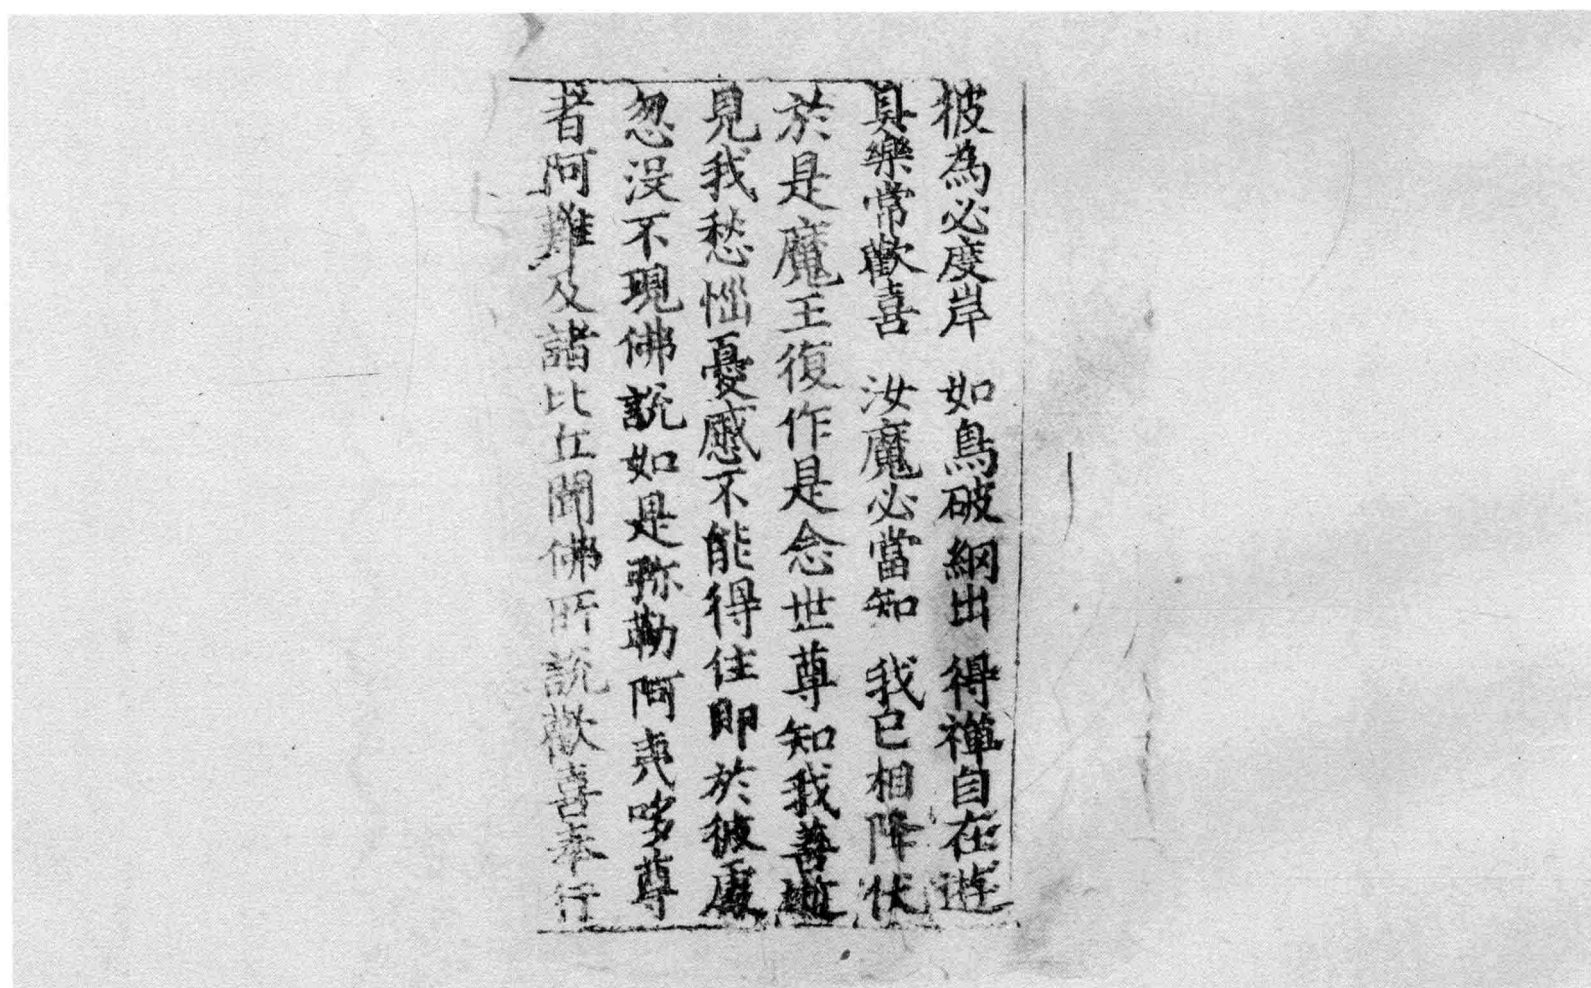 彼為必度岸 如鳥破網出 得禪自在遊
具樂常歡喜 汝魔必當知 我已相降伏
於是魔王復作是念世尊知我善逝
見我愁惱憂慼不能得住即於彼處
忽沒不現佛說如是弥勒阿夷哆尊
者阿難及諸比丘聞佛所說歡喜奉行